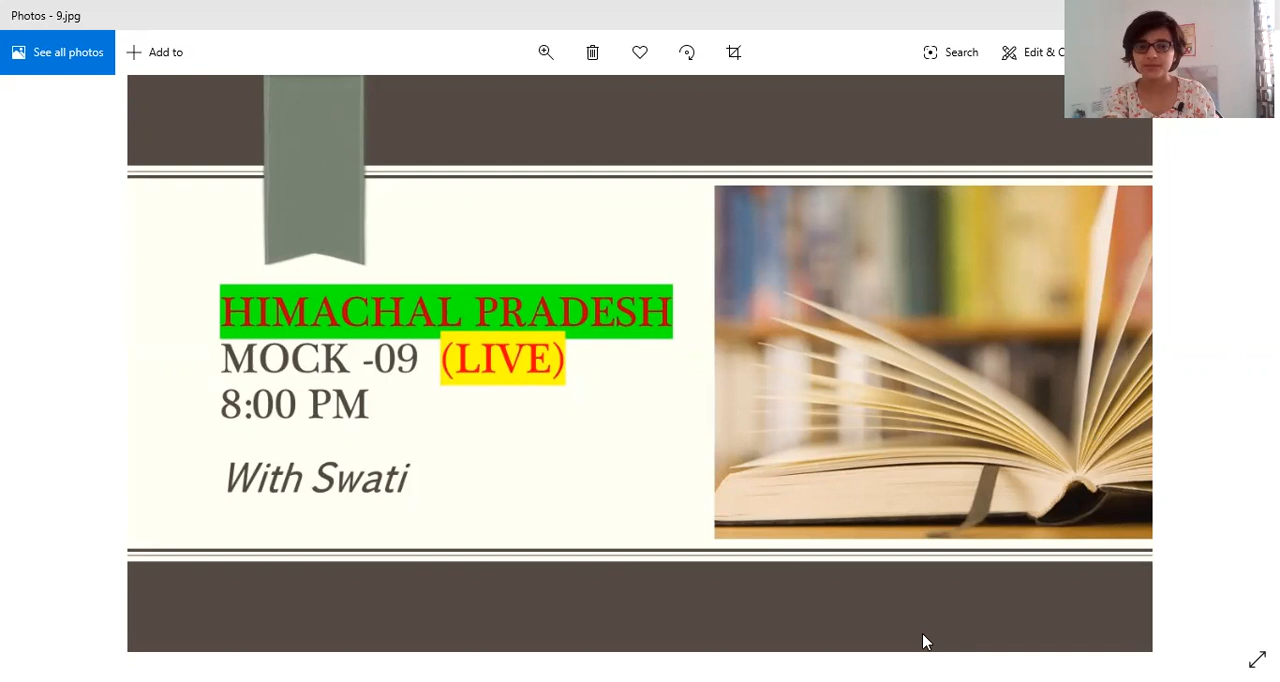 Photos - 9.jpg
See all photos
Add to
Search
Edit & C
HIMACHAL PRADESH
MOCK -09 (LIVE)
8:00 PM
With Swati